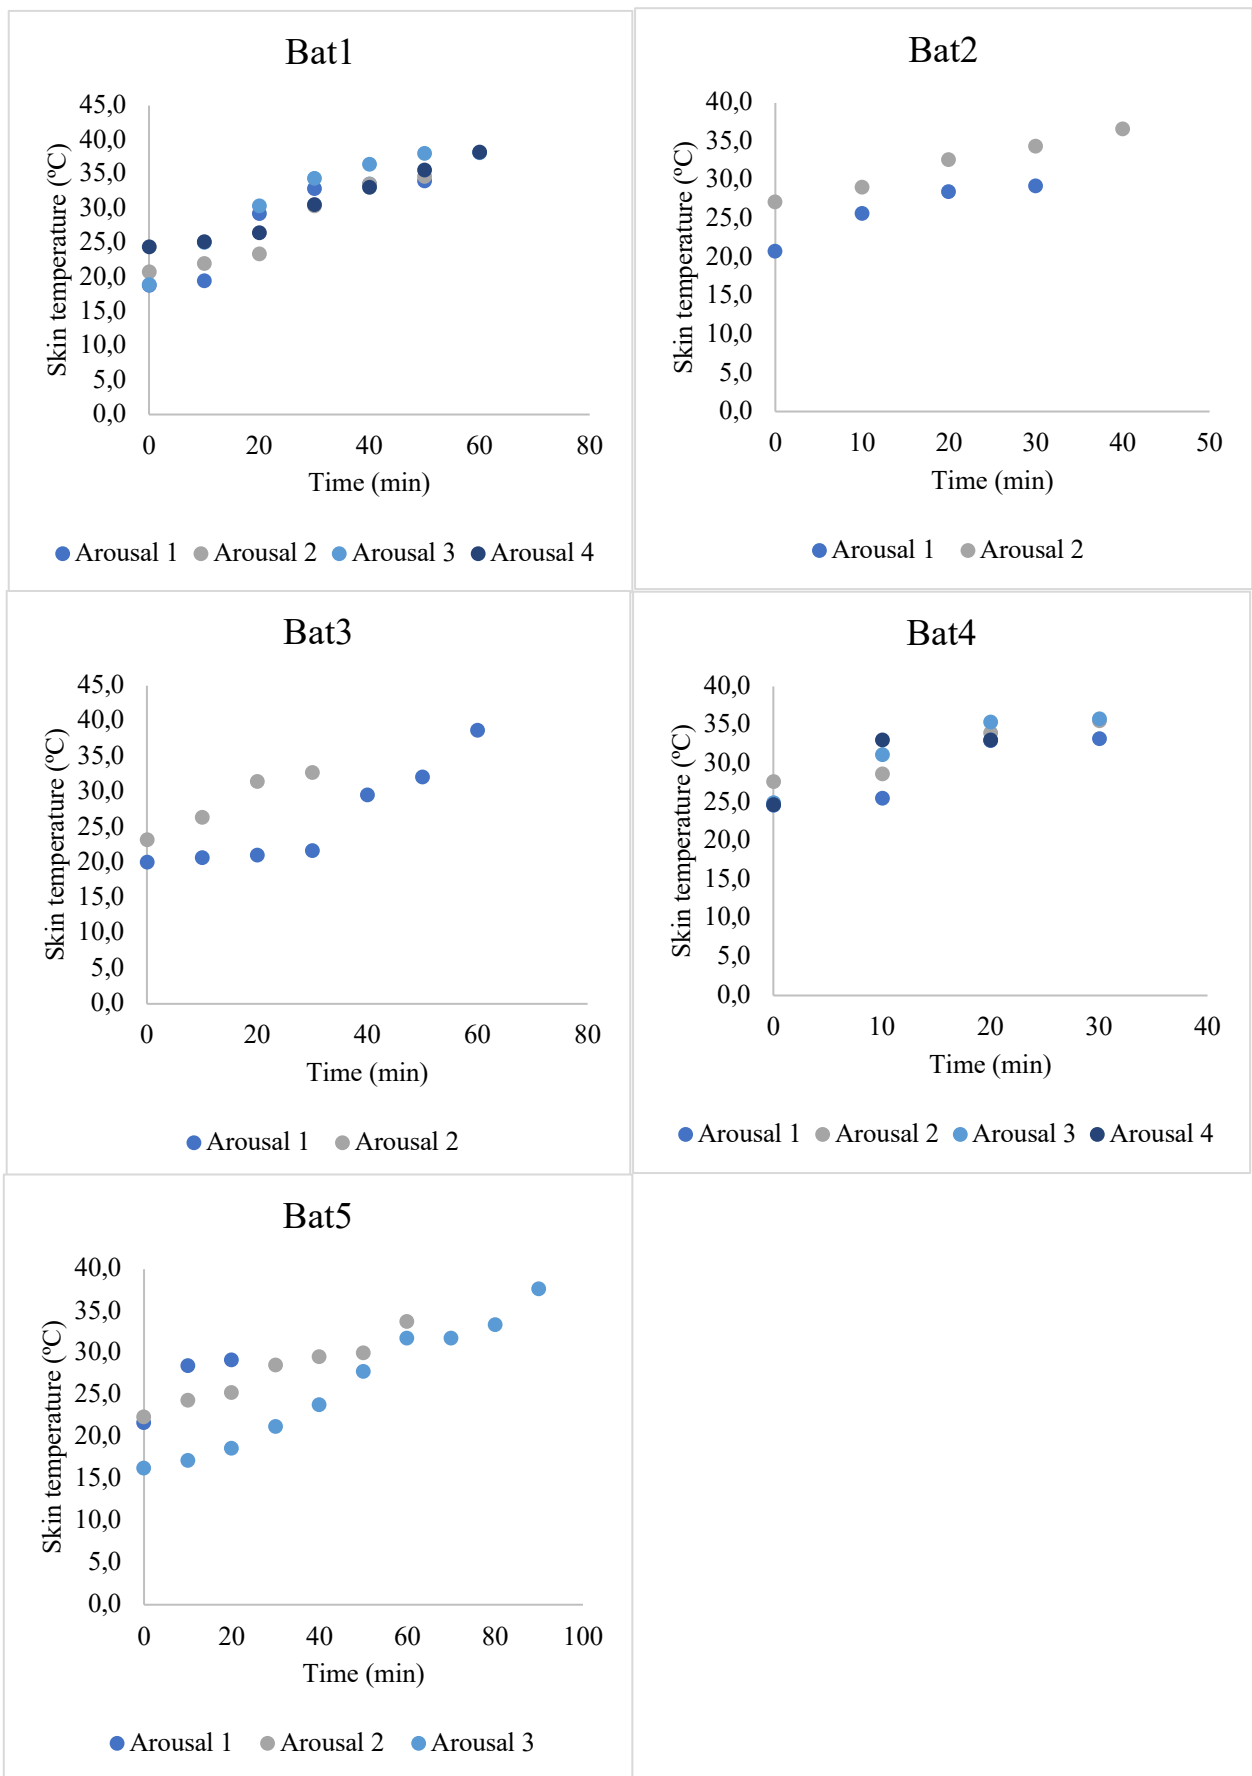 Bat1
Skin temperature (ºC)
45,0
40,0
35,0
30,0
25,0
20,0
15,0
10,0
5,0
0,0
0 20 40 60 80
Time (min)
Arousal 1 Arousal 2 Arousal 3 Arousal 4
Bat2
Skin temperature (ºC)
40,0
35,0
30,0
25,0
20,0
15,0
10,0
5,0
0,0
0 10 20 30 40 50
Time (min)
Arousal 1 Arousal 2
Bat3
Skin temperature (ºC)
45,0
40,0
35,0
30,0
25,0
20,0
15,0
10,0
5,0
0,0
0 20 40 60 80
Time (min)
Arousal 1 Arousal 2
Bat4
Skin temperature (ºC)
40,0
35,0
30,0
25,0
20,0
15,0
10,0
5,0
0,0
0 10 20 30 40
Time (min)
Arousal 1 Arousal 2 Arousal 3 Arousal 4
Bat5
Skin temperature (ºC)
40,0
35,0
30,0
25,0
20,0
15,0
10,0
5,0
0,0
0 20 40 60 80 100
Time (min)
Arousal 1 Arousal 2 Arousal 3